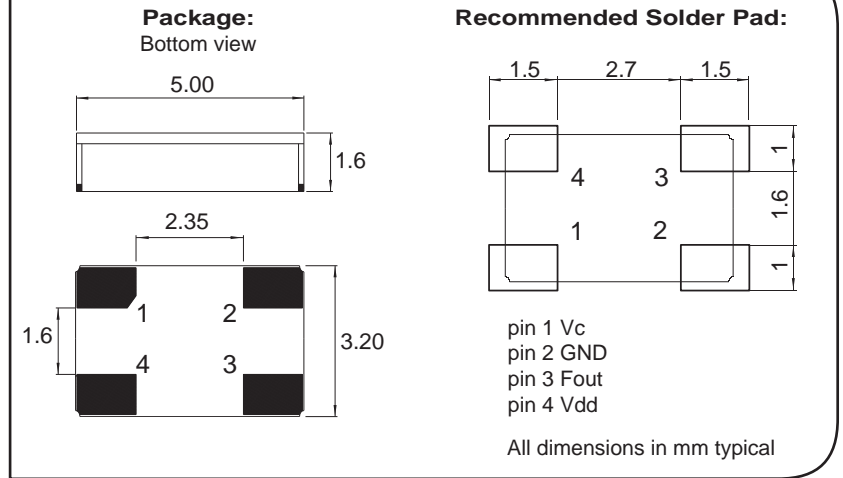 Package:
Bottom view
5.00
1.6
2.35
1 2
1.6
3.20
4 3
Recommended Solder Pad:
1.5 2.7 1.5
1
4 3
1.6
1 2
1
pin 1 Vc
pin 2 GND
pin 3 Fout
pin 4 Vdd
All dimensions in mm typical